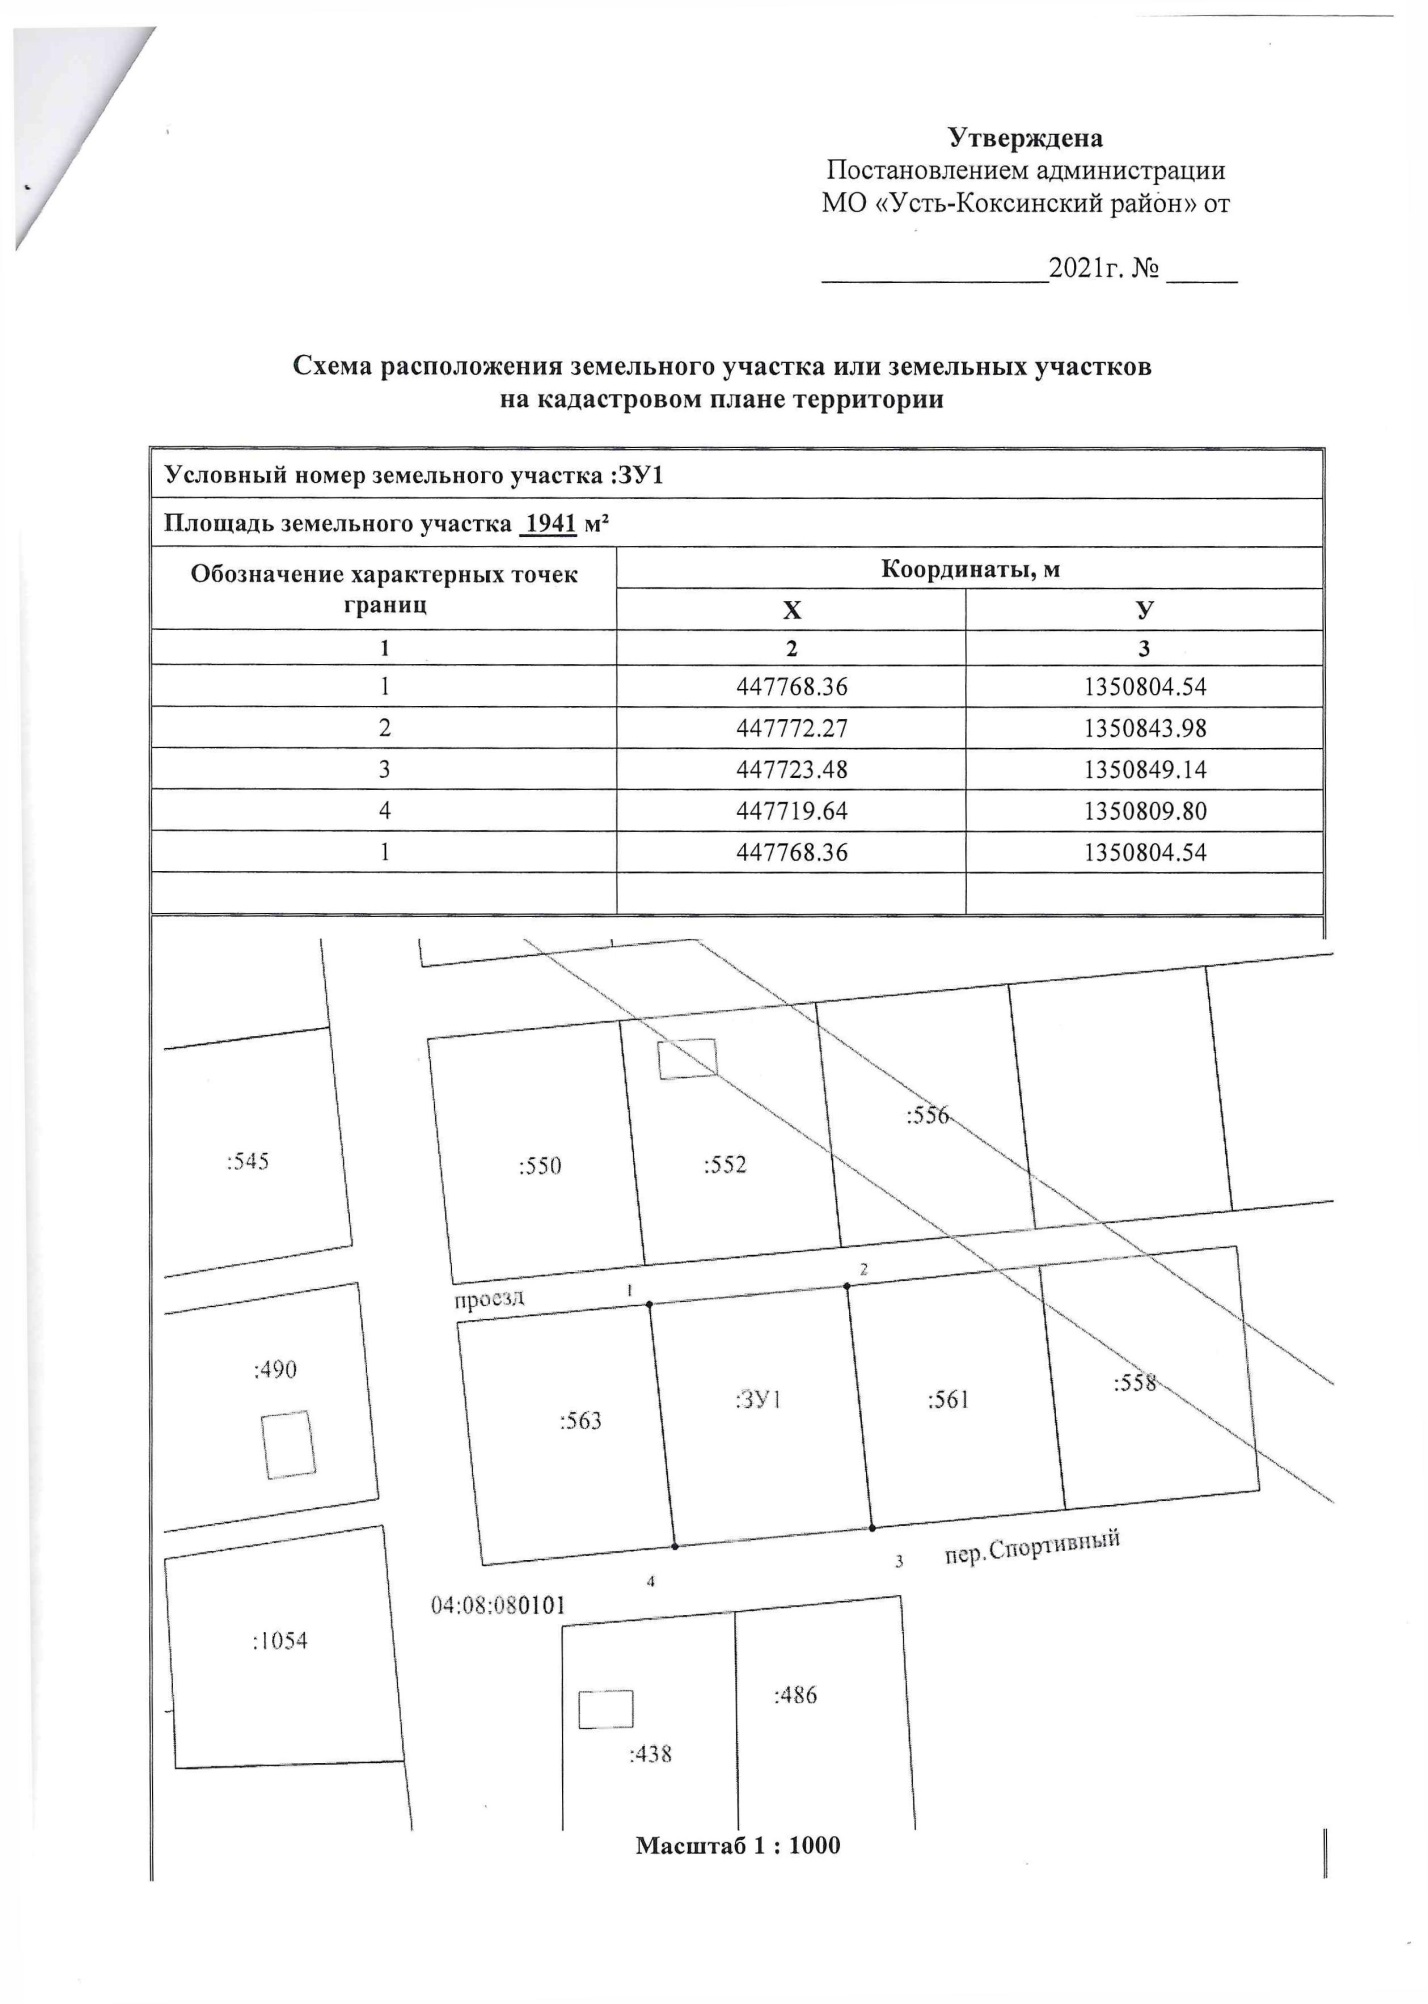 Утверждена
Постановлением администрации
МО «Усть-Коксинский район» от
______________2021г. № _____
Схема расположения земельного участка или земельных участков
на кадастровом плане территории
Условный номер земельного участка :ЗУ1
Площадь земельного участка 1941 м²
Обозначение характерных точек границ
Координаты, м
X У
1 2 3
1 447768.36 1350804.54
2 447772.27 1350843.98
3 447723.48 1350849.14
4 447719.64 1350809.80
1 447768.36 1350804.54
:556
:545 :550 :552
2
проезд 1
:490
:563 :ЗУ1 :561 :558
3 пер.Спортивный
4
04:08:080101
:1054
:486
:438
Масштаб 1 : 1000